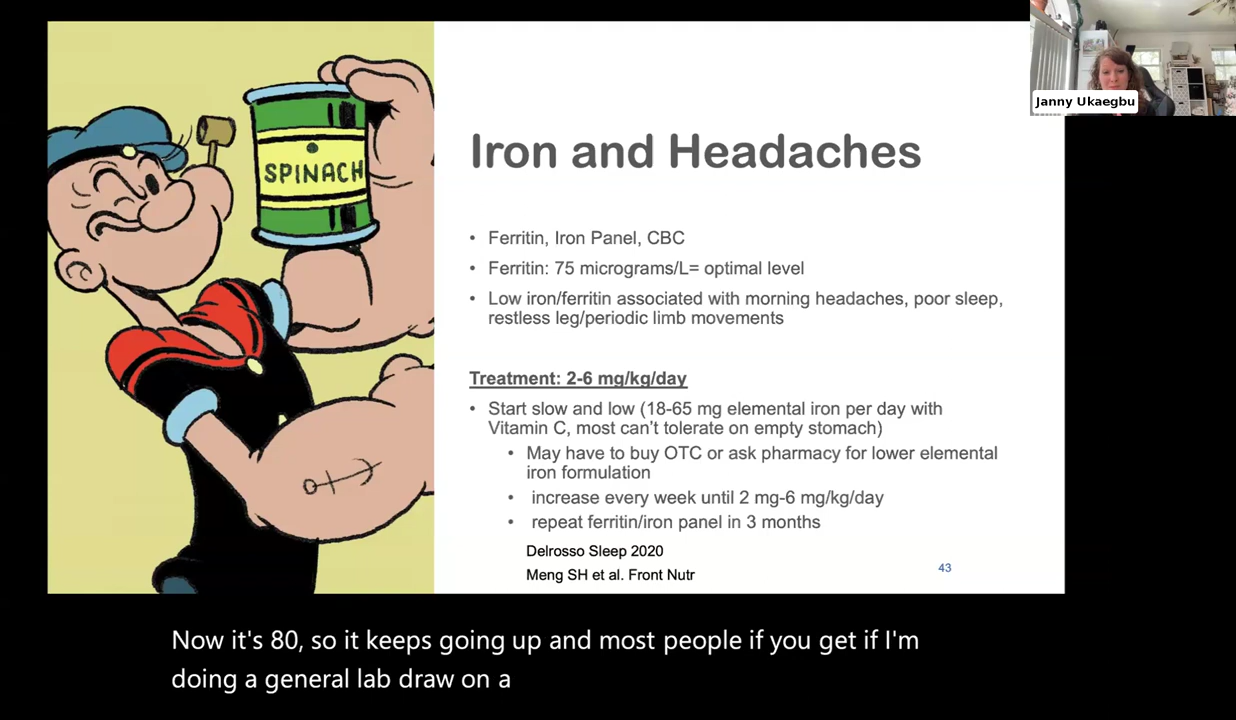 Janny Ukaegbu
SPINACH
Iron and Headaches
• Ferritin, Iron Panel, CBC
• Ferritin: 75 micrograms/L= optimal level
• Low iron/ferritin associated with morning headaches, poor sleep,
restless leg/periodic limb movements
Treatment: 2-6 mg/kg/day
• Start slow and low (18-65 mg elemental iron per day with
Vitamin C, most can't tolerate on empty stomach)
• May have to buy OTC or ask pharmacy for lower elemental
iron formulation
• increase every week until 2 mg-6 mg/kg/day
• repeat ferritin/iron panel in 3 months
Delrosso Sleep 2020
Meng SH et al. Front Nutr
43
Now it's 80, so it keeps going up and most people if you get if I'm
doing a general lab draw on a